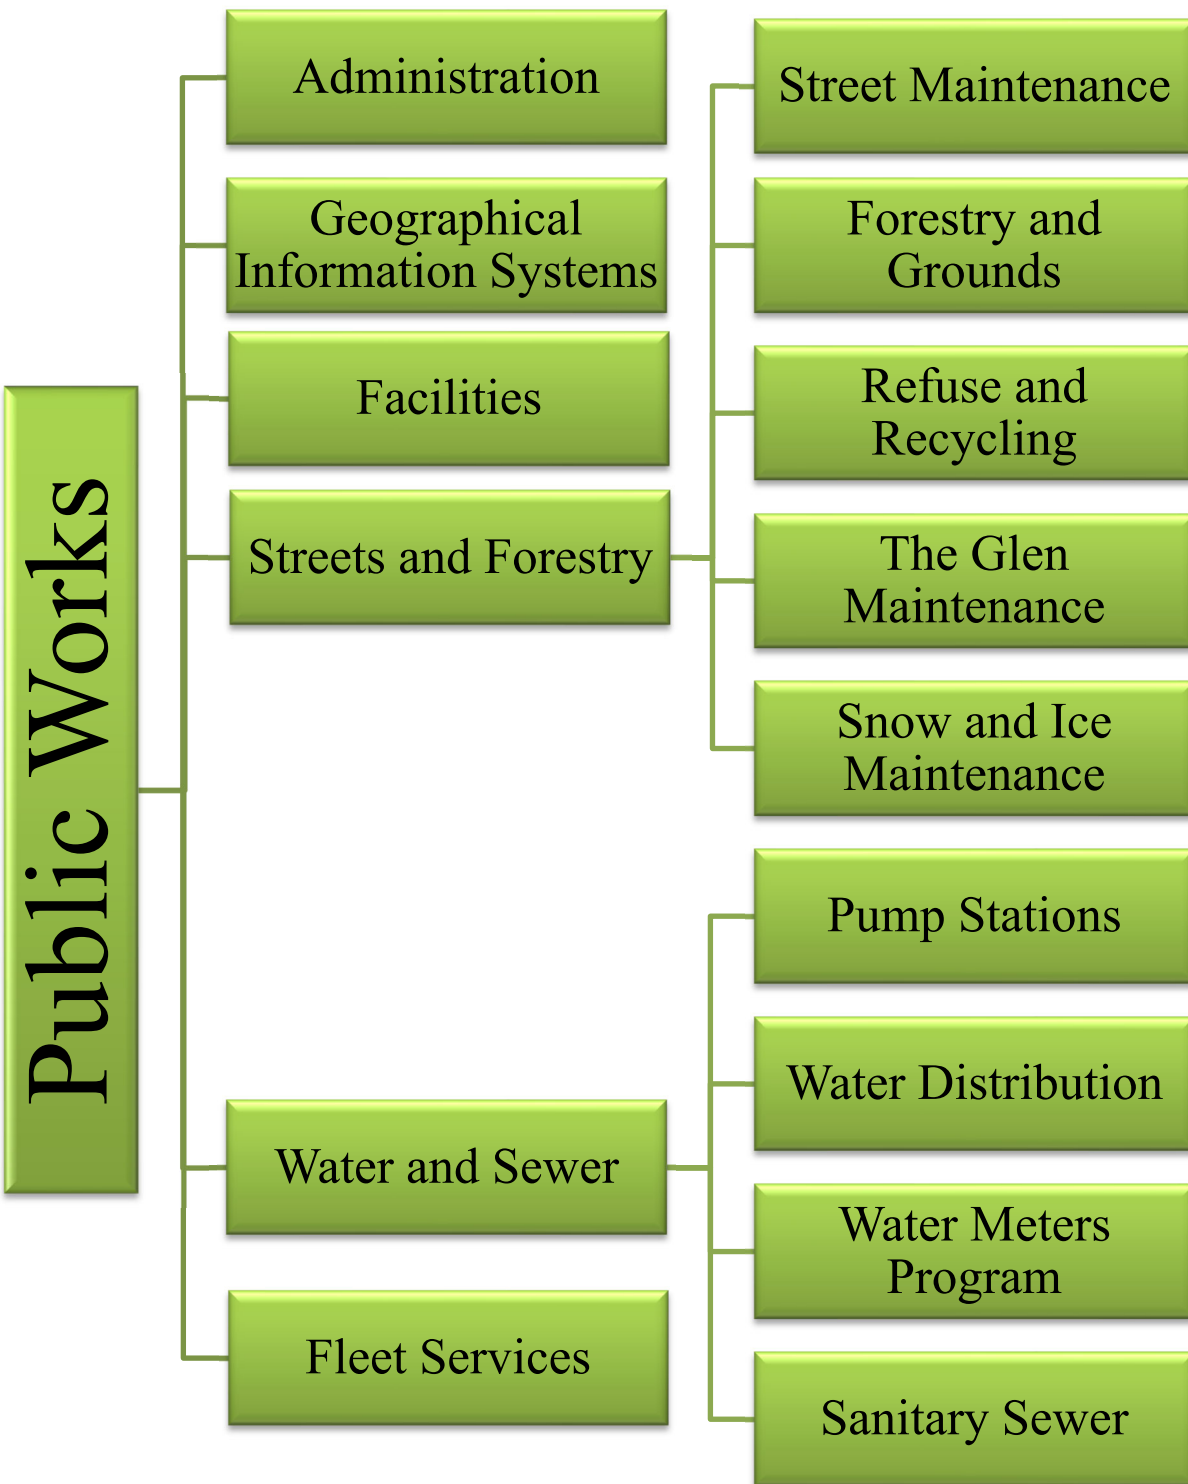 Public Works
Administration
Geographical
Information Systems
Facilities
Streets and Forestry
Street Maintenance
Forestry and
Grounds
Refuse and
Recycling
The Glen
Maintenance
Snow and Ice
Maintenance
Water and Sewer
Pump Stations
Water Distribution
Water Meters
Program
Sanitary Sewer
Fleet Services